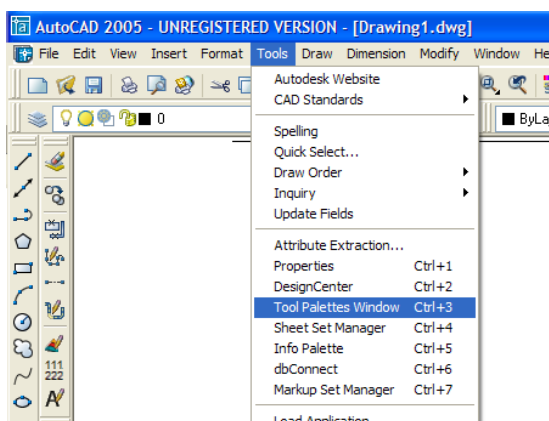 AutoCAD 2005 - UNREGISTERED VERSION - [Drawing1.dwg]
File Edit View Insert Format Tools Draw Dimension Modify Window
Autodesk Website
CAD Standards
0
Spelling
Quick Select...
Draw Order
Inquiry
Update Fields
Attribute Extraction...
Properties Ctrl+1
DesignCenter Ctrl+2
Tool Palettes Window Ctrl+3
Sheet Set Manager Ctrl+4
Info Palette Ctrl+5
dbConnect Ctrl+6
Markup Set Manager Ctrl+7
111
222
A